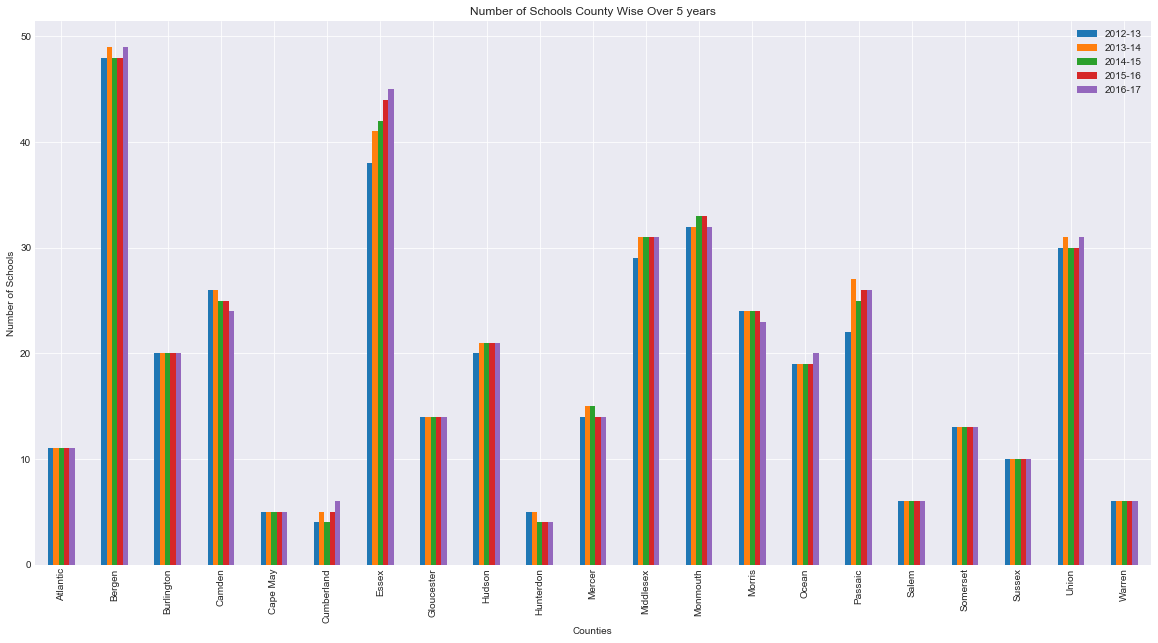 Number of Schools County Wise Over 5 years
2012-13
2013-14
2014-15
2015-16
2016-17
50
40
30
20
10
0
Number of Schools
Atlantic
Bergen
Burlington
Camden
Cape May
Cumberland
Essex
Gloucester
Hudson
Hunterdon
Mercer
Middlesex
Monmouth
Morris
Ocean
Passaic
Salem
Somerset
Sussex
Union
Warren
Counties